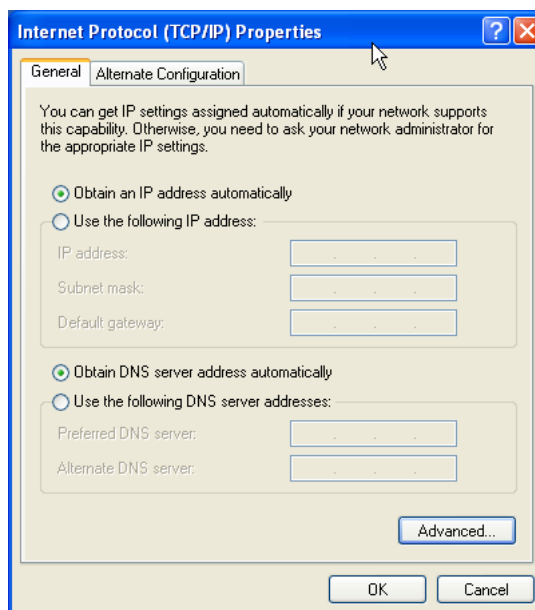 Internet Protocol (TCP/IP) Properties
General
Alternate Configuration
You can get IP settings assigned automatically if your network supports
this capability. Otherwise, you need to ask your network administrator for
the appropriate IP settings.
Obtain an IP address automatically
Use the following IP address:
IP address:
Subnet mask:
Default gateway:
Obtain DNS server address automatically
Use the following DNS server addresses:
Preferred DNS server:
Alternate DNS server:
Advanced...
OK
Cancel